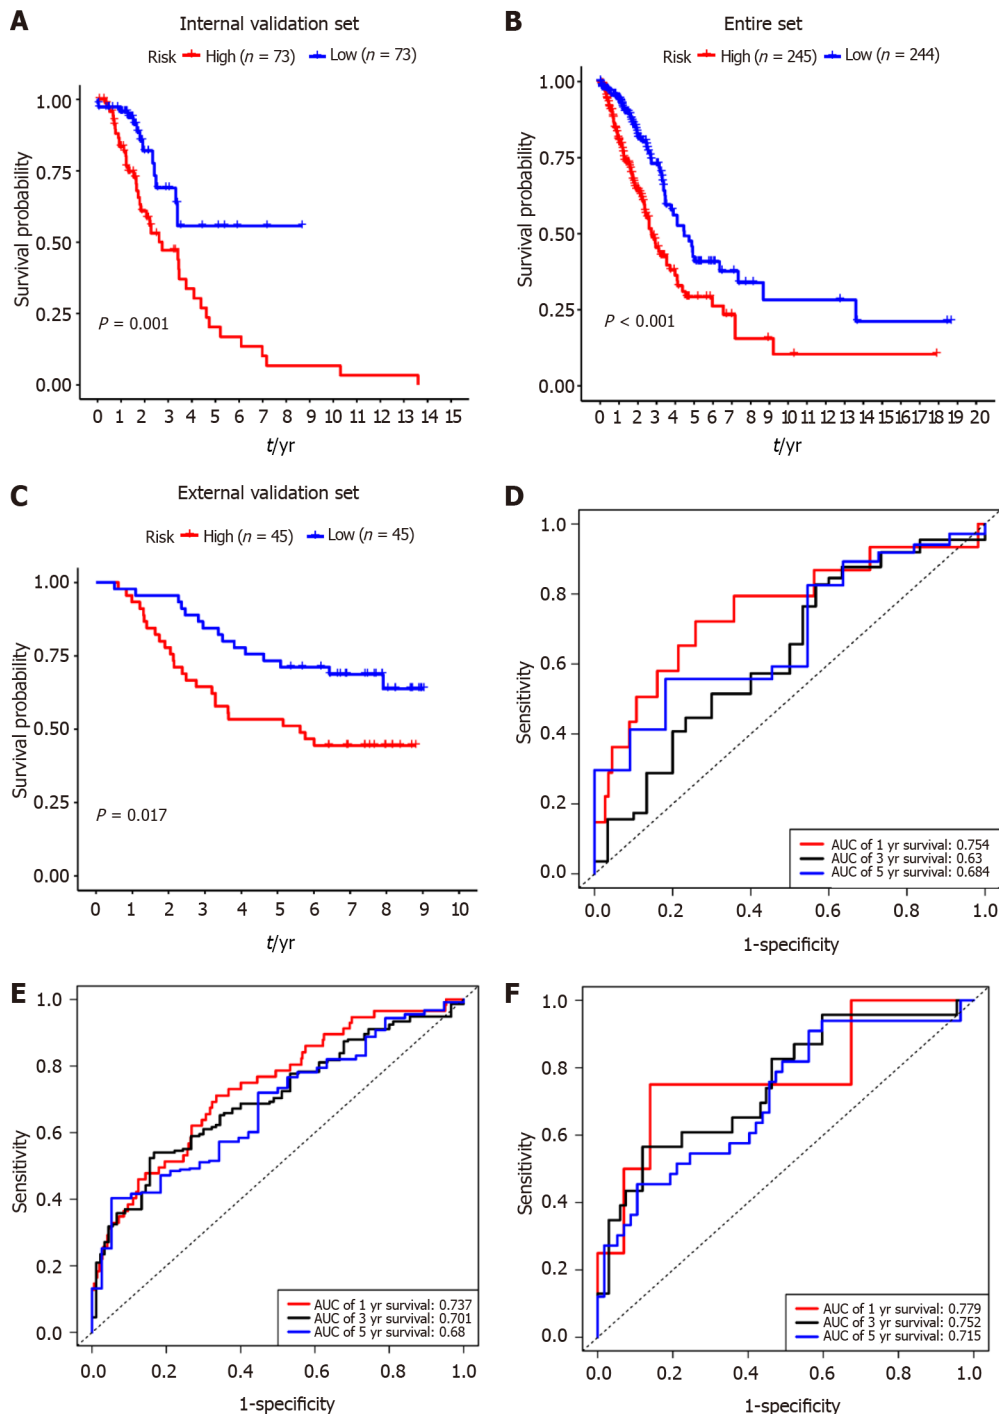 A
Internal validation set
Risk High (n = 73) Low (n = 73)
Survival probability
1.00
0.75
0.50
0.25
0.00
P = 0.001
0 1 2 3 4 5 6 7 8 9 10 11 12 13 14 15
t/yr
B
Entire set
Risk High (n = 245) Low (n = 244)
Survival probability
1.00
0.75
0.50
0.25
0.00
P < 0.001
0 1 2 3 4 5 6 7 8 9 10 11 12 13 14 15 16 17 18 19 20
t/yr
C
External validation set
Risk High (n = 45) Low (n = 45)
Survival probability
1.00
0.75
0.50
0.25
0.00
P = 0.017
0 1 2 3 4 5 6 7 8 9 10
t/yr
D
Sensitivity
1.0
0.8
0.6
0.4
0.2
0.0
AUC of 1 yr survival: 0.754
AUC of 3 yr survival: 0.63
AUC of 5 yr survival: 0.684
0.0 0.2 0.4 0.6 0.8 1.0
1-specificity
E
Sensitivity
1.0
0.8
0.6
0.4
0.2
0.0
AUC of 1 yr survival: 0.737
AUC of 3 yr survival: 0.701
AUC of 5 yr survival: 0.68
0.0 0.2 0.4 0.6 0.8 1.0
1-specificity
F
Sensitivity
1.0
0.8
0.6
0.4
0.2
0.0
AUC of 1 yr survival: 0.779
AUC of 3 yr survival: 0.752
AUC of 5 yr survival: 0.715
0.0 0.2 0.4 0.6 0.8 1.0
1-specificity